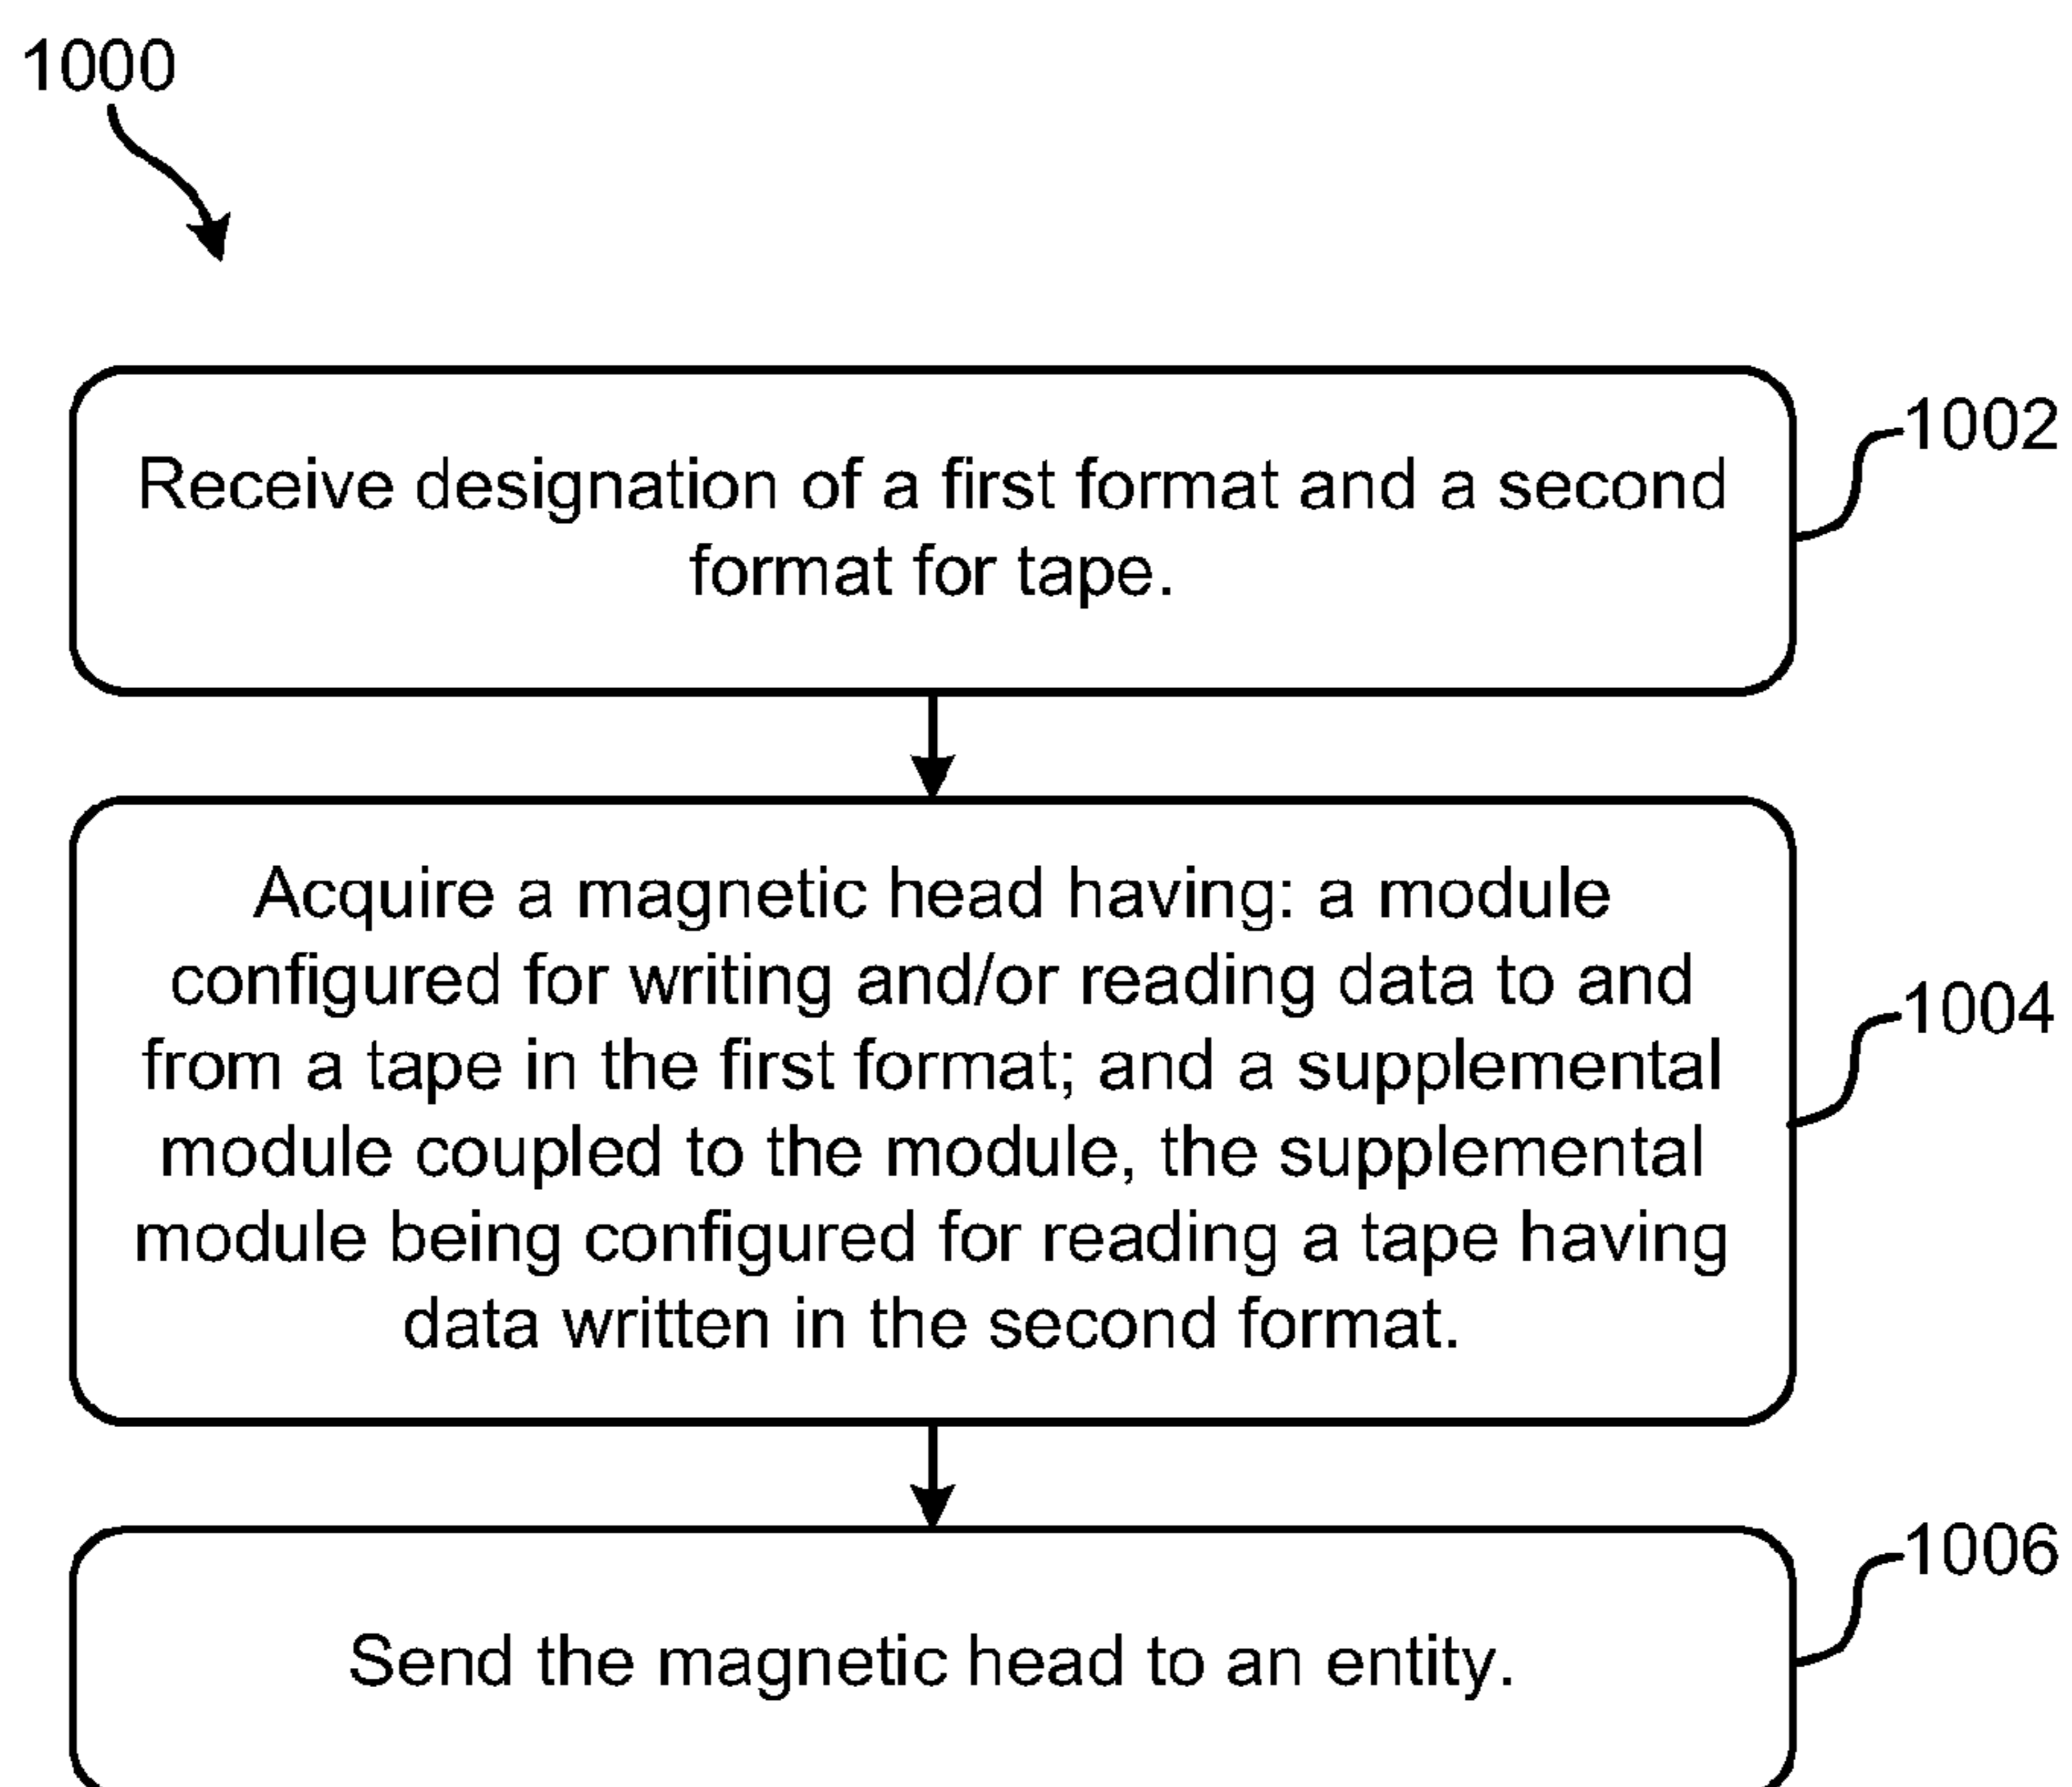 1000
1002
Receive designation of a first format and a second
format for tape.
Acquire a magnetic head having: a module
configured for writing and/or reading data to and
from a tape in the first format; and a supplemental
module coupled to the module, the supplemental
module being configured for reading a tape having
data written in the second format.
1004
1006
Send the magnetic head to an entity.